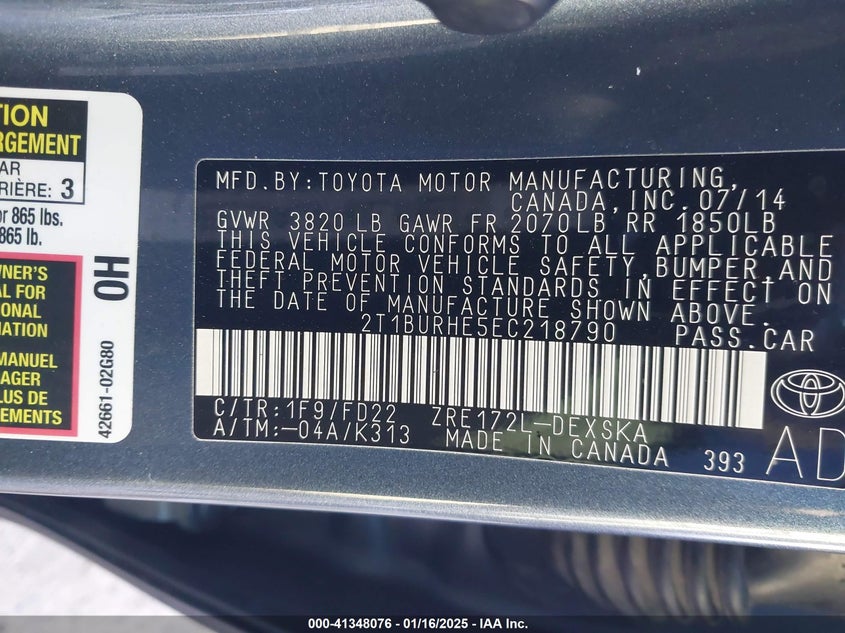 TION
RGEMENT
AR
RIÈRE: 3
or 865 lbs.
865 lb.
WNER'S
AL FOR
IONAL
MATION
MANUEL
AGER
LUS DE
EMENTS
OH
42661-02G80
MFD.BY:TOYOTA MOTOR MANUFACTURING,
CANADA,INC.07/14
GVWR 3820 LB GAWR FR 2070LB RR 1850LB
THIS VEHICLE CONFORMS TO ALL APPLICABLE
FEDERAL MOTOR VEHICLE SAFETY,BUMPER,AND
THEFT PREVENTION STANDARDS IN EFFECT ON
THE DATE OF MANUFACTURE SHOWN ABOVE.
2T1BURHE5EC218790 PASS.CAR
C/TR:1F9/FD22 ZRE172L-DEXSKA
A/TM:-04A/K313 MADE IN CANADA 393
AD
000-41348076 - 01/16/2025 - IAA Inc.